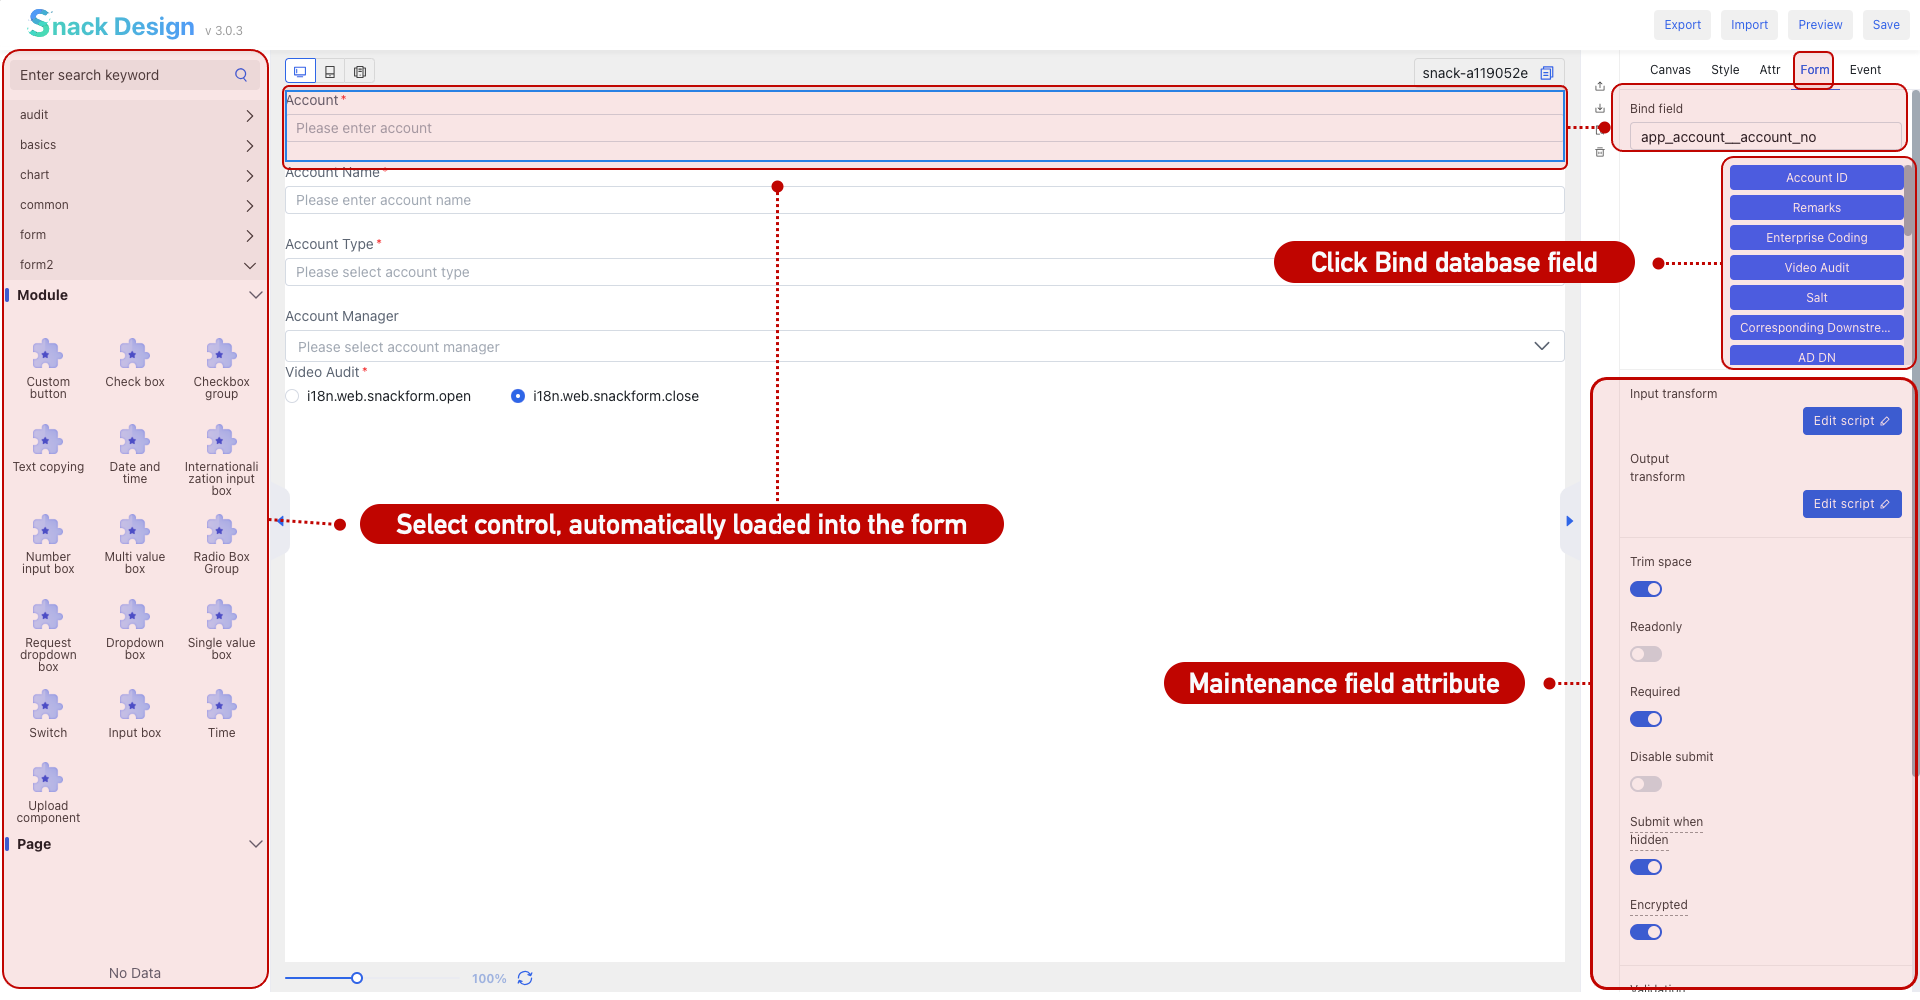 Snack Design v 3.0.3
Export
Import
Preview
Save
Enter search keyword
audit
basics
chart
common
form
form2
Module
Custom
button
Check box
Checkbox
group
Text copying
Date and
time
Internationali
zation input
box
Number
input box
Multi value
box
Radio Box
Group
Request
dropdown
box
Dropdown
box
Single value
box
Switch
Input box
Time
Upload
component
Page
No Data
snack-a119052e
Account *
Please enter account
Account Name *
Please enter account name
Account Type *
Please select account type
Account Manager
Please select account manager
Video Audit *
i18n.web.snackform.open
i18n.web.snackform.close
Select control, automatically loaded into the form
Click Bind database field
Maintenance field attribute
100%
Canvas
Style
Attr
Form
Event
Bind field
app_account__account_no
Account ID
Remarks
Enterprise Coding
Video Audit
Salt
Corresponding Downstre...
AD DN
Input transform
Edit script
Output
transform
Edit script
Trim space
Readonly
Required
Disable submit
Submit when
hidden
Encrypted
Validation